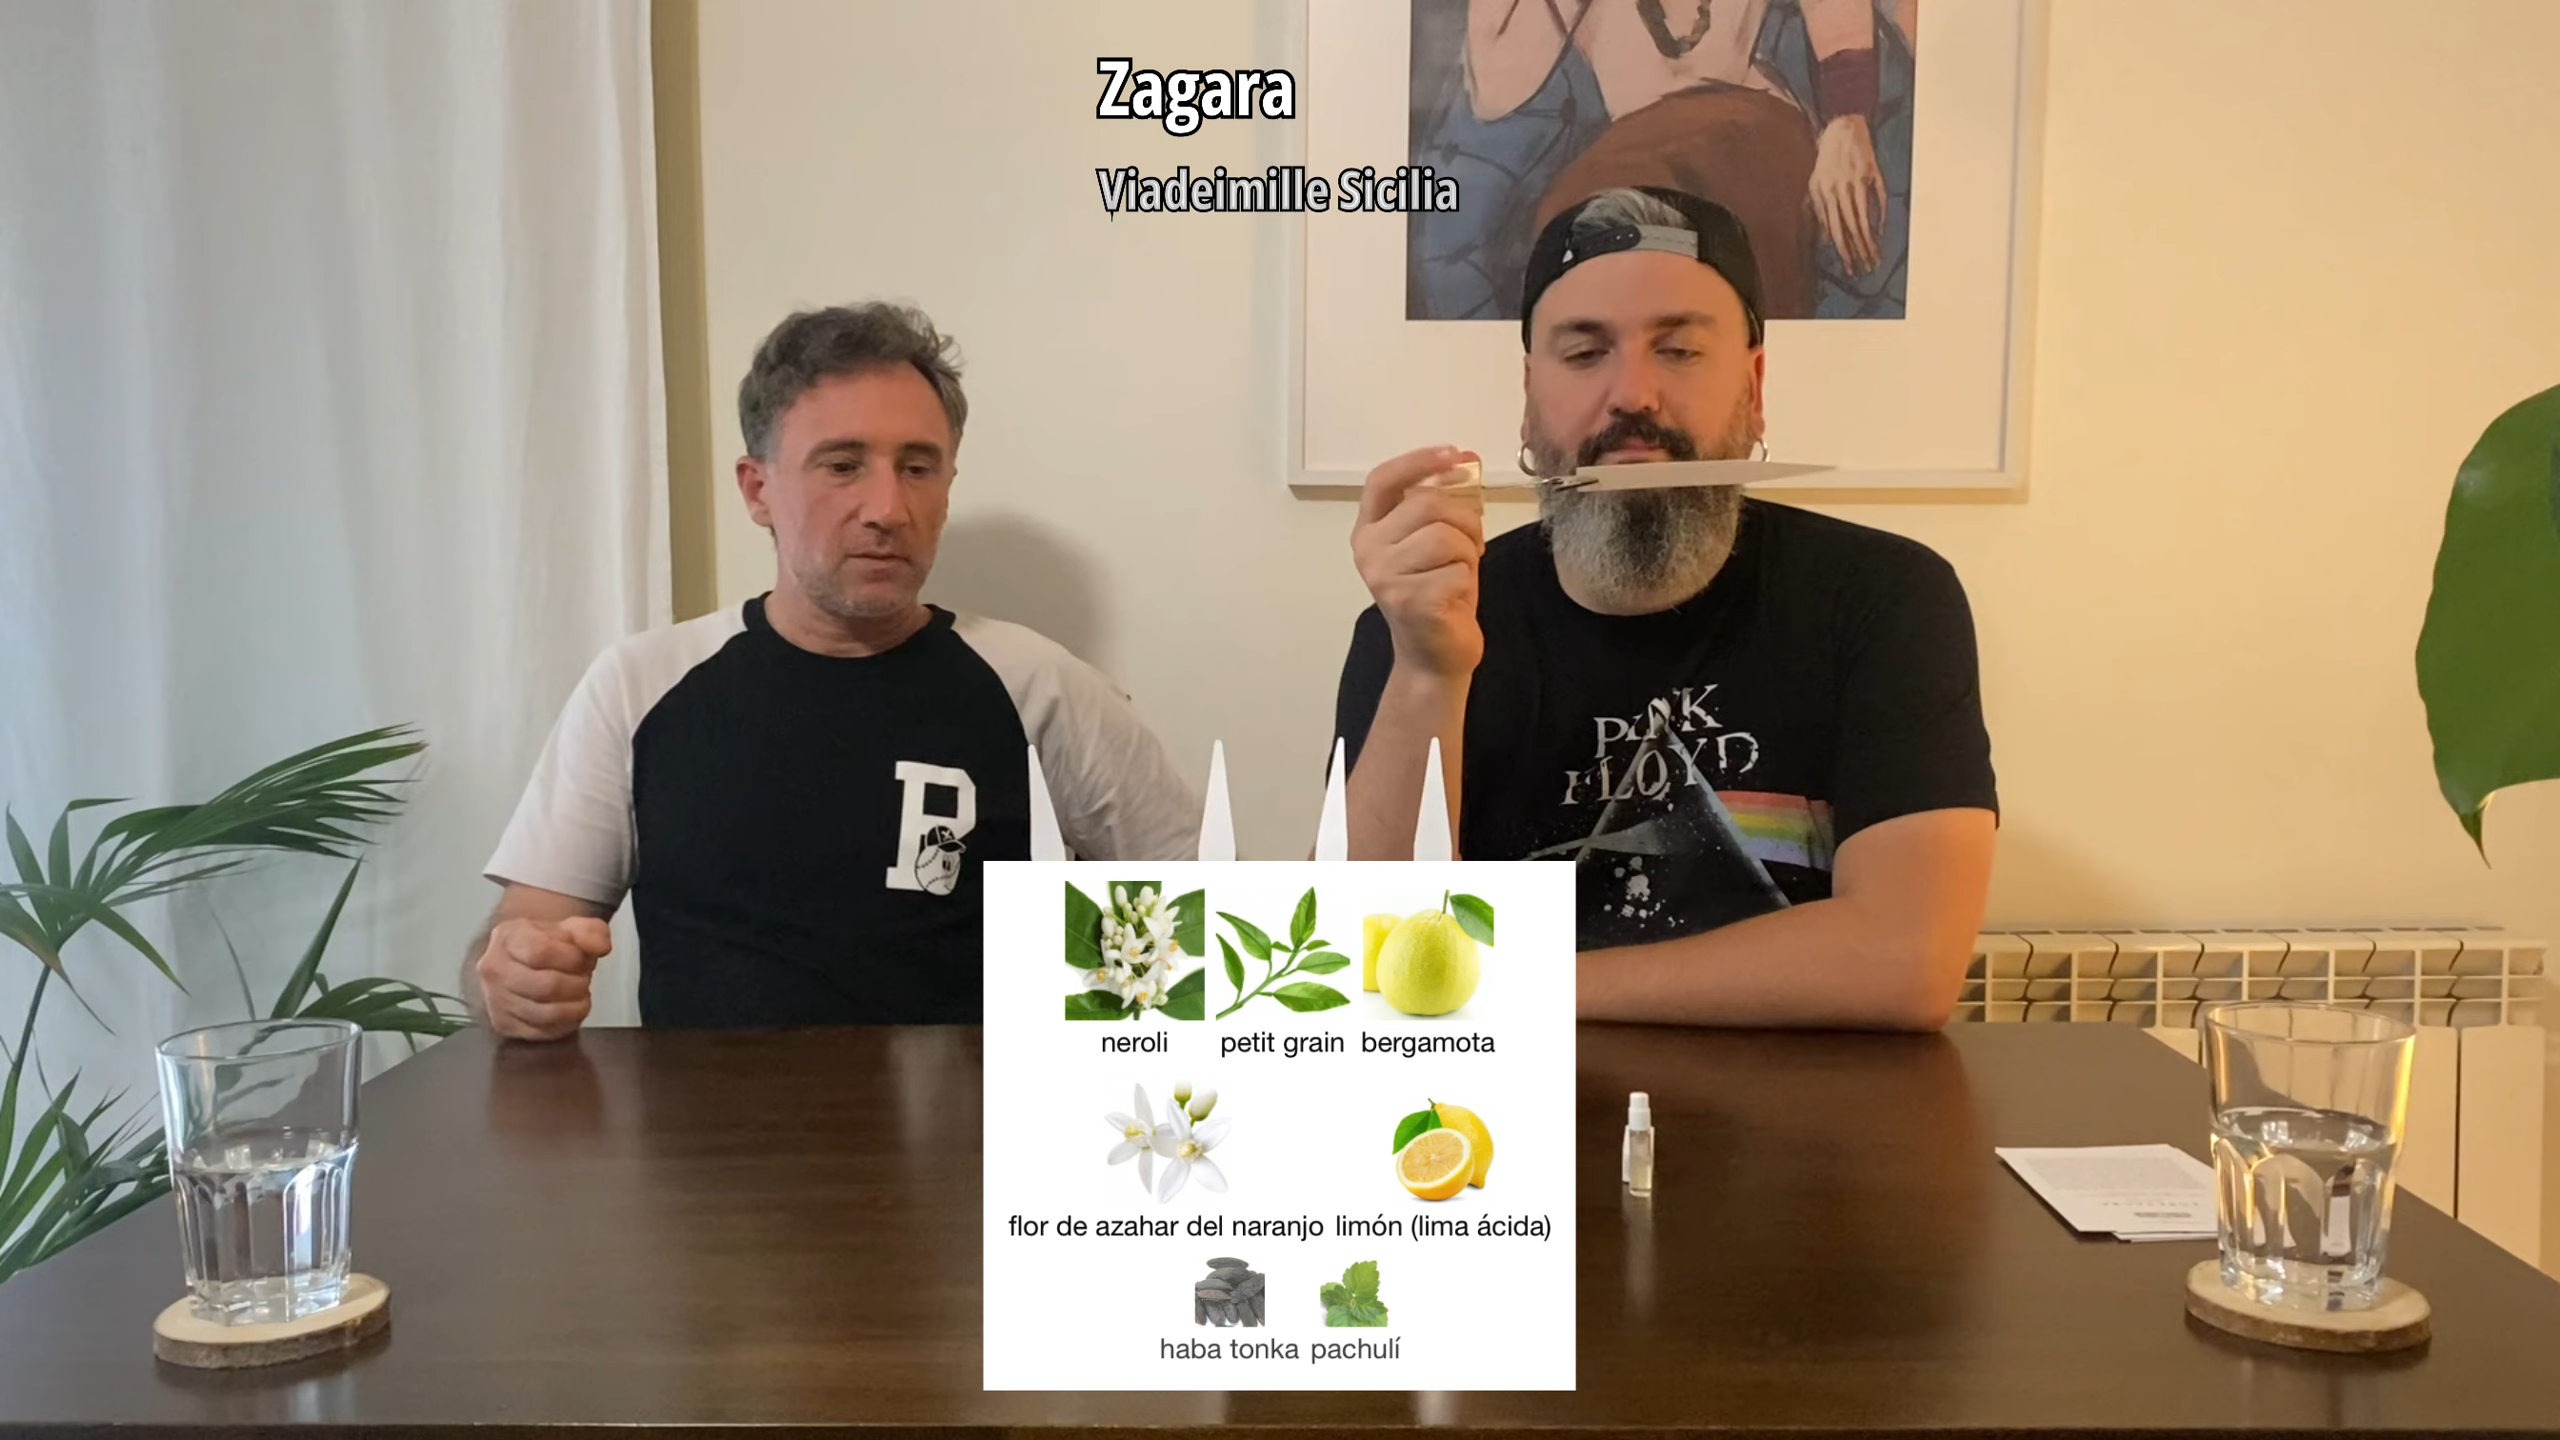 Zagara
Viadeimille Sicilia
P
PINK
FLOYD
neroli petit grain bergamota
flor de azahar del naranjo limón (lima ácida)
haba tonka pachulí